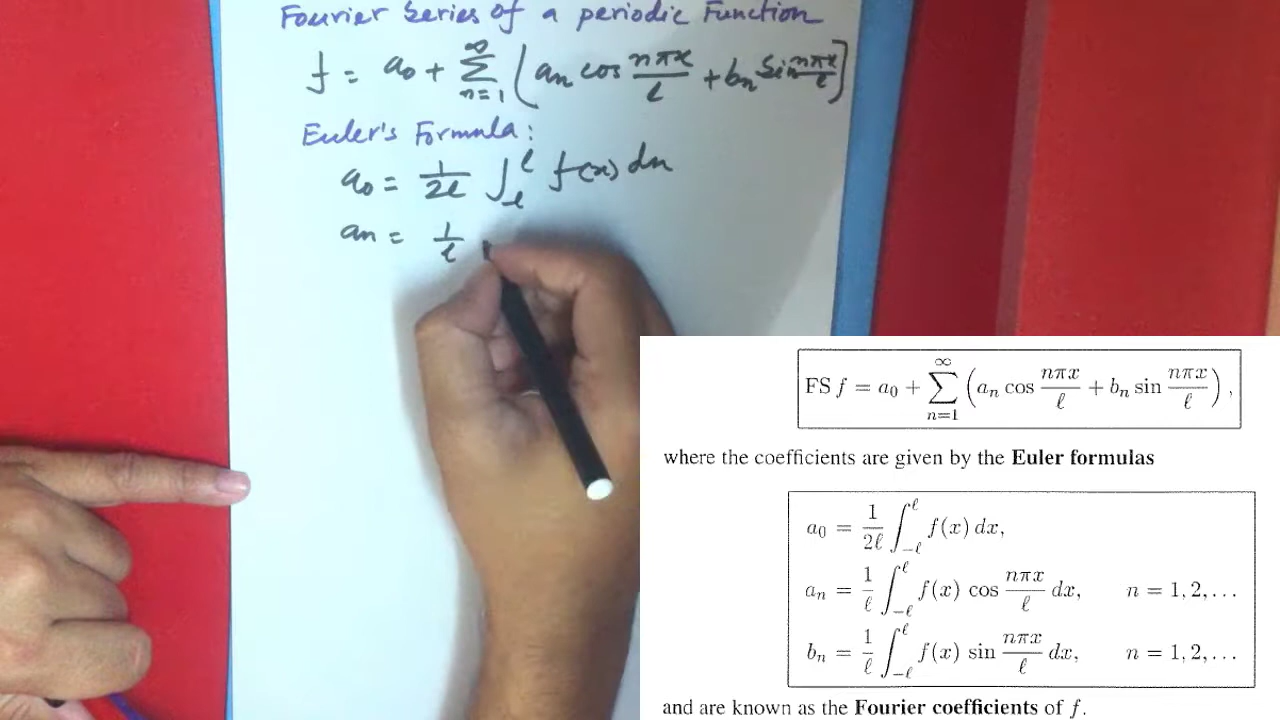 Fourier Series of a periodic Function
f = a₀ + ∑_{n=1}^{∞} ( aₙ cos nπx/l + bₙ sin nπx/l ]
Euler's Formula:
a₀ = 1/2l ∫_{-l}^{l} f(x) dx
aₙ = 1/l
FS f = a₀ + ∑_{n=1}^{∞} ( aₙ cos nπx/ℓ + bₙ sin nπx/ℓ ),
where the coefficients are given by the Euler formulas
a₀ = 1/2ℓ ∫_{-ℓ}^{ℓ} f(x) dx,
aₙ = 1/ℓ ∫_{-ℓ}^{ℓ} f(x) cos nπx/ℓ dx, n = 1, 2, ...
bₙ = 1/ℓ ∫_{-ℓ}^{ℓ} f(x) sin nπx/ℓ dx, n = 1, 2, ...
and are known as the Fourier coefficients of f.